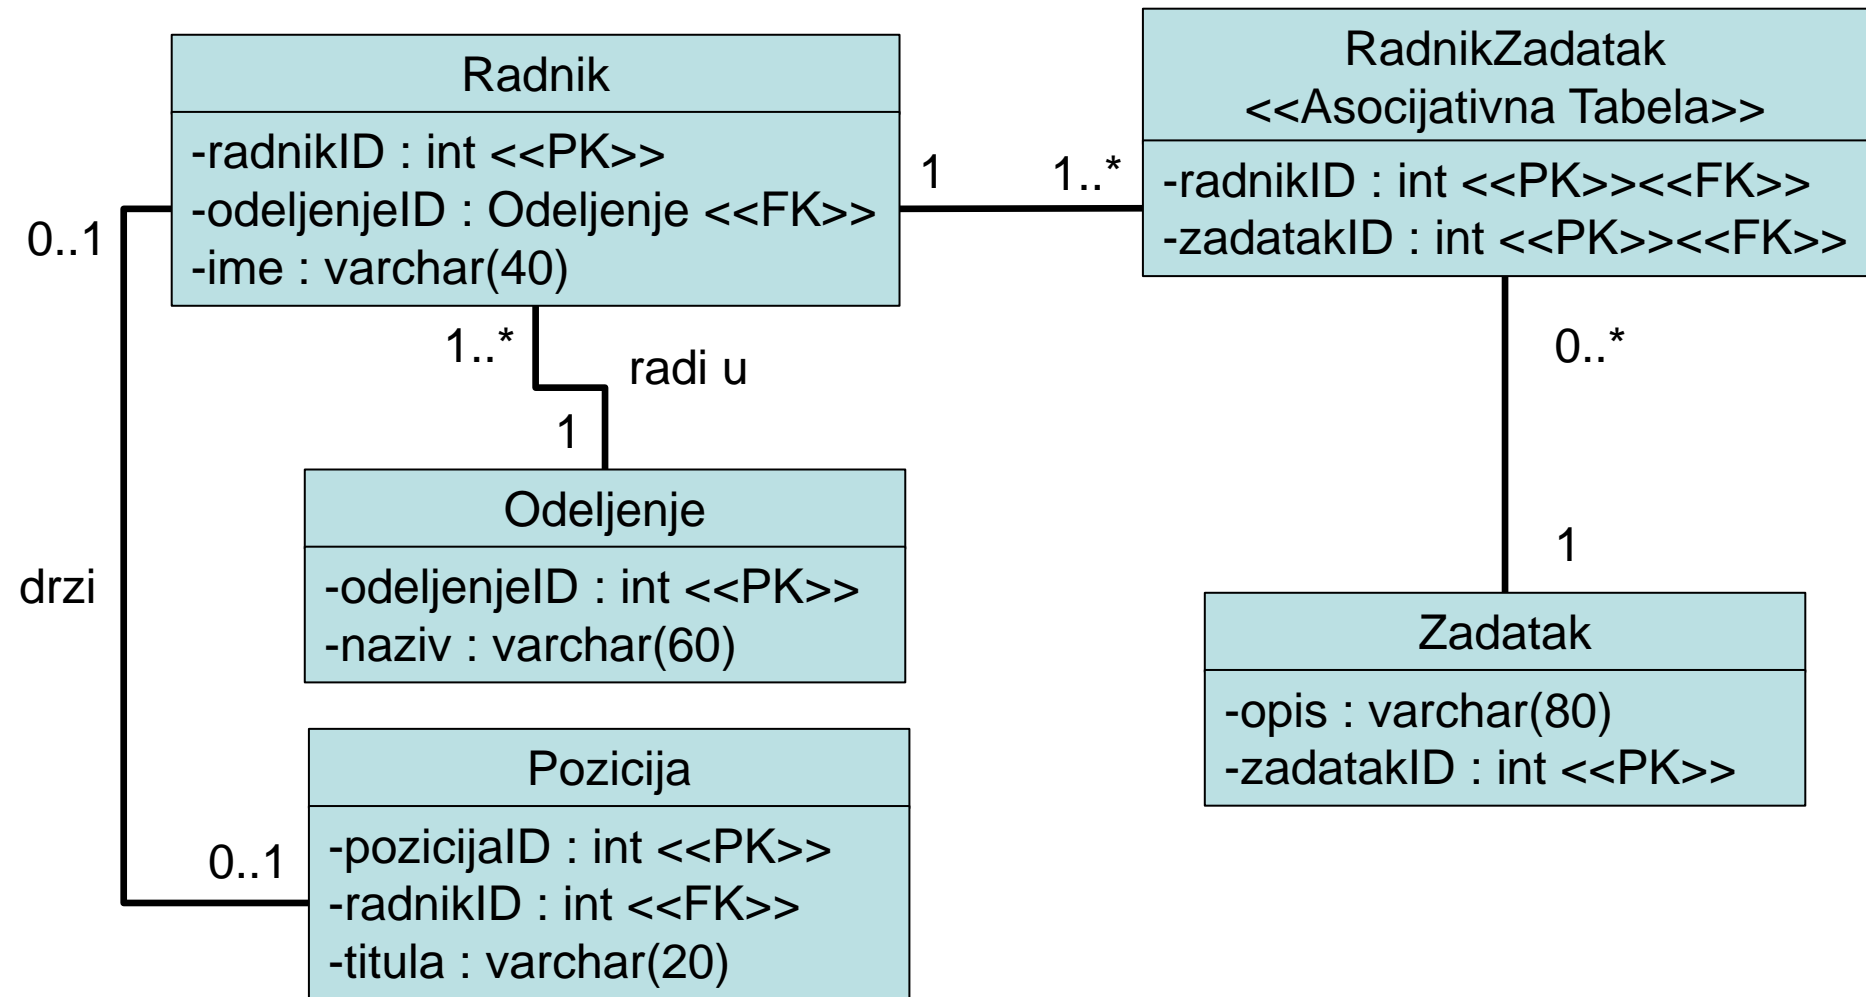 Radnik
-radnikID : int <<PK>>
-odeljenjeID : Odeljenje <<FK>>
-ime : varchar(40)
1
1..*
RadnikZadatak
<<Asocijativna Tabela>>
-radnikID : int <<PK>><<FK>>
-zadatakID : int <<PK>><<FK>>
0..1
1..*
radi u
1
0..*
1
Odeljenje
-odeljenjeID : int <<PK>>
-naziv : varchar(60)
drzi
Zadatak
-opis : varchar(80)
-zadatakID : int <<PK>>
0..1
Pozicija
-pozicijaID : int <<PK>>
-radnikID : int <<FK>>
-titula : varchar(20)